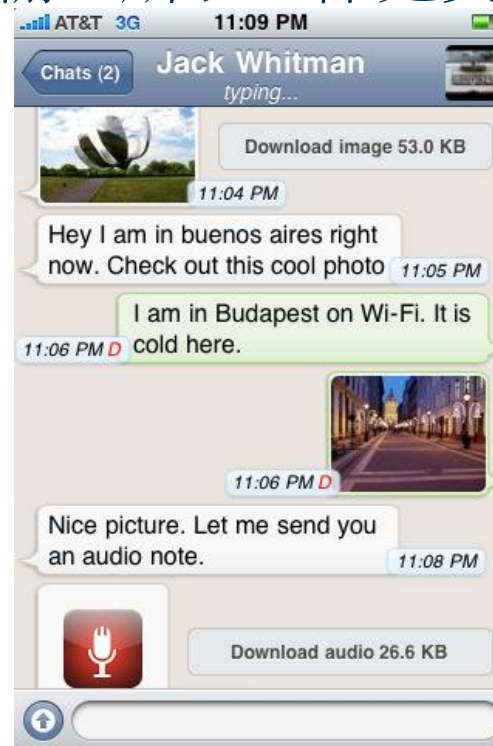 AT&T 3G 11:09 PM
Chats (2) Jack Whitman
typing...
Download image 53.0 KB
11:04 PM
Hey I am in buenos aires right
now. Check out this cool photo 11:05 PM
I am in Budapest on Wi-Fi. It is
11:06 PM D cold here.
11:06 PM D
Nice picture. Let me send you
an audio note. 11:08 PM
Download audio 26.6 KB